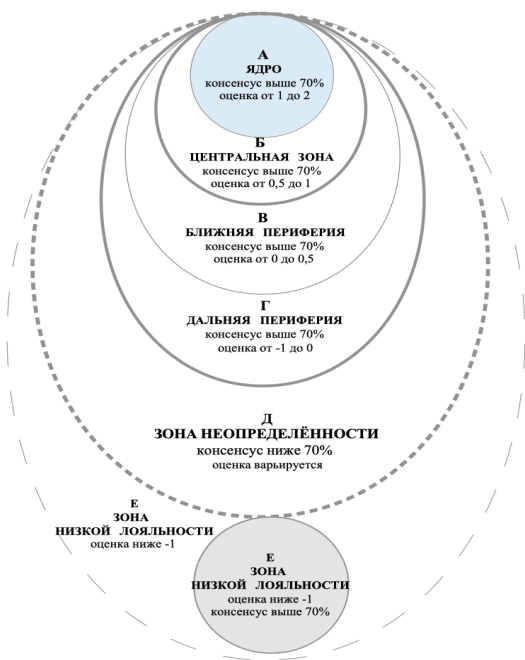 А
ЯДРО
консенсус выше 70%
оценка от 1 до 2
Б
ЦЕНТРАЛЬНАЯ ЗОНА
консенсус выше 70%
оценка от 0,5 до 1
В
БЛИЖНЯЯ ПЕРИФЕРИЯ
консенсус выше 70%
оценка от 0 до 0,5
Г
ДАЛЬНЯЯ ПЕРИФЕРИЯ
консенсус выше 70%
оценка от -1 до 0
Д
ЗОНА НЕОПРЕДЕЛЁННОСТИ
консенсус ниже 70%
оценка варьируется
Е
ЗОНА
НИЗКОЙ ЛОЯЛЬНОСТИ
оценка ниже -1
Е
ЗОНА
НИЗКОЙ ЛОЯЛЬНОСТИ
оценка ниже -1
консенсус выше 70%